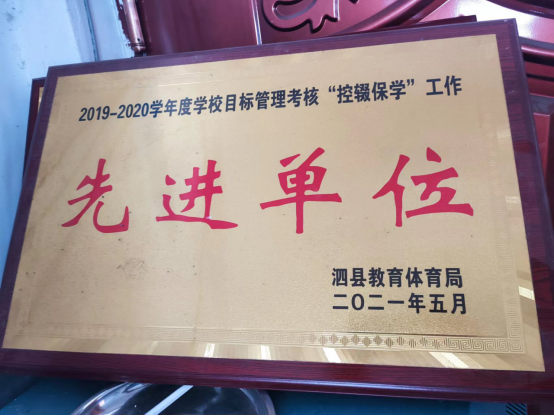 2019-2020学年度学校目标管理考核“控辍保学”工作
先进单位
泗县教育体育局
二〇二一年五月